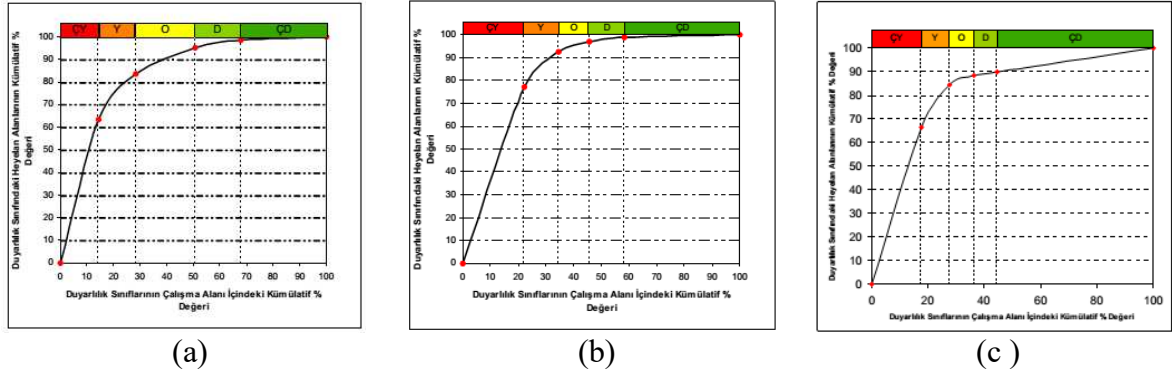 ÇY Y O D ÇD
100
90
80
70
60
50
40
30
20
10
0
0 10 20 30 40 50 60 70 80 90 100
Duyarlılık Sınıfındaki Heyelan Alanlarının Kümülatif %
Değeri
Duyarlılık Sınıflarının Çalışma Alanı İçindeki Kümülatif %
Değeri
(a)
ÇY Y O D ÇD
100
90
80
70
60
50
40
30
20
10
0
0 10 20 30 40 50 60 70 80 90 100
Duyarlılık Sınıfındaki Heyelan Alanlarının Kümülatif %
Değeri
Duyarlılık Sınıflarının Çalışma Alanı İçindeki Kümülatif %
Değeri
(b)
ÇY Y O D ÇD
100
90
80
70
60
50
40
30
20
10
0
0 20 40 60 80 100
Duyarlılık Sınıfındaki Heyelan Alanlarının Kümülatif % Değeri
Duyarlılık Sınıflarının Çalışma Alanı İçindeki Kümülatif % Değeri
(c )